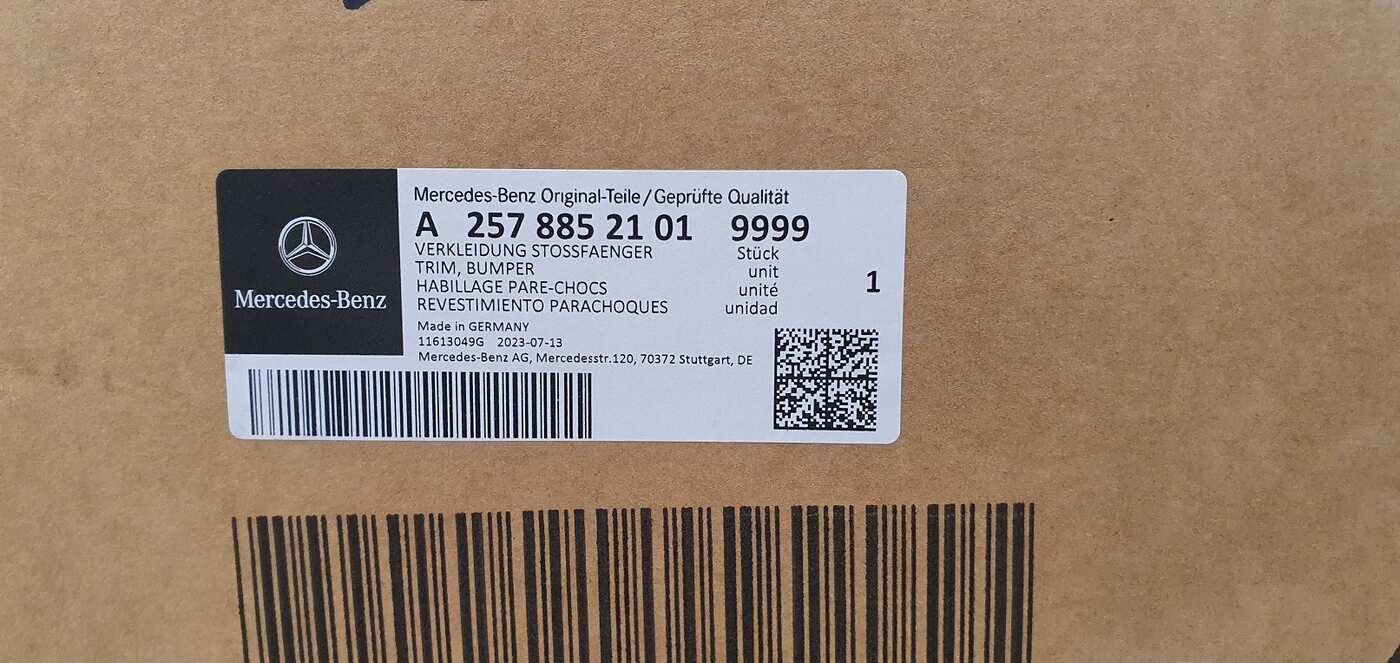 Mercedes-Benz
Mercedes-Benz Original-Teile/Geprüfte Qualität
A 257 885 21 01 9999
VERKLEIDUNG STOSSFAENGER Stück
TRIM, BUMPER unit
HABILLAGE PARE-CHOCS unité
REVESTIMIENTO PARACHOQUES unidad
1
Made in GERMANY
11613049G 2023-07-13
Mercedes-Benz AG, Mercedesstr.120, 70372 Stuttgart, DE